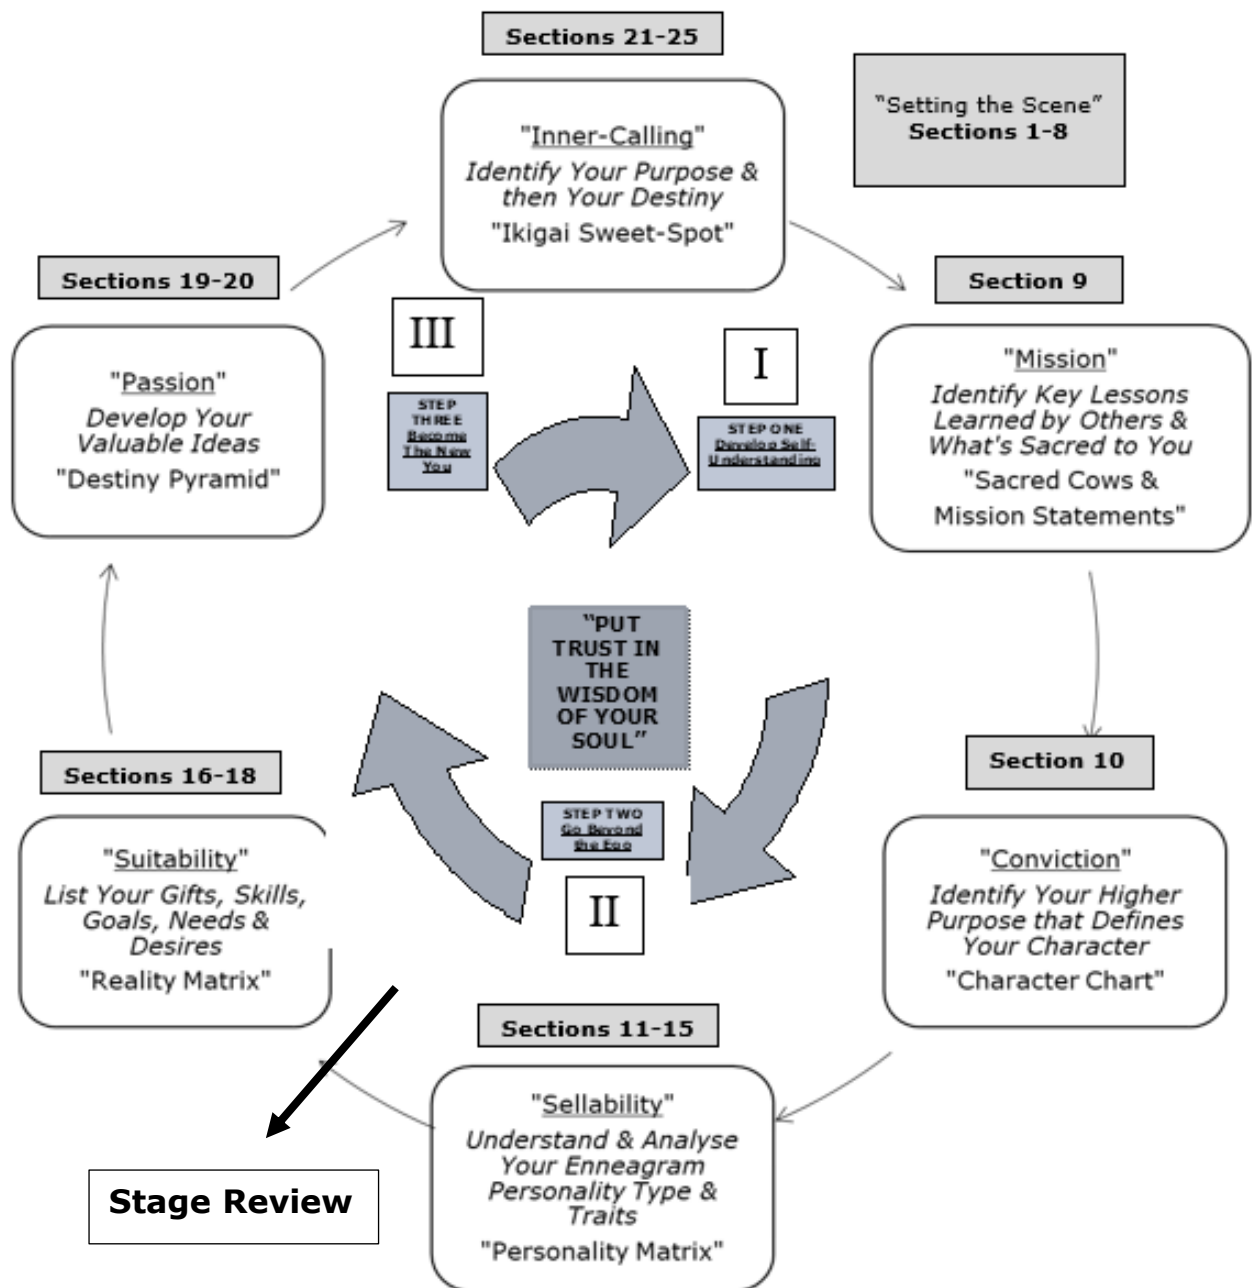 Sections 21-25
"Inner-Calling"
Identify Your Purpose &
then Your Destiny
"Ikigai Sweet-Spot"
“Setting the Scene”
Sections 1-8
Section 9
"Mission"
Identify Key Lessons
Learned by Others &
What's Sacred to You
"Sacred Cows &
Mission Statements"
Section 10
"Conviction"
Identify Your Higher
Purpose that Defines
Your Character
"Character Chart"
Sections 11-15
"Sellability"
Understand & Analyse
Your Enneagram
Personality Type &
Traits
"Personality Matrix"
Stage Review
Sections 16-18
"Suitability"
List Your Gifts, Skills,
Goals, Needs &
Desires
"Reality Matrix"
Sections 19-20
"Passion"
Develop Your
Valuable Ideas
"Destiny Pyramid"
I
STEP ONE
Develop Self-
Understanding
II
STEP TWO
Go Beyond
the Ego
III
STEP
THREE
Become
The New
You
“PUT
TRUST IN
THE
WISDOM
OF YOUR
SOUL”